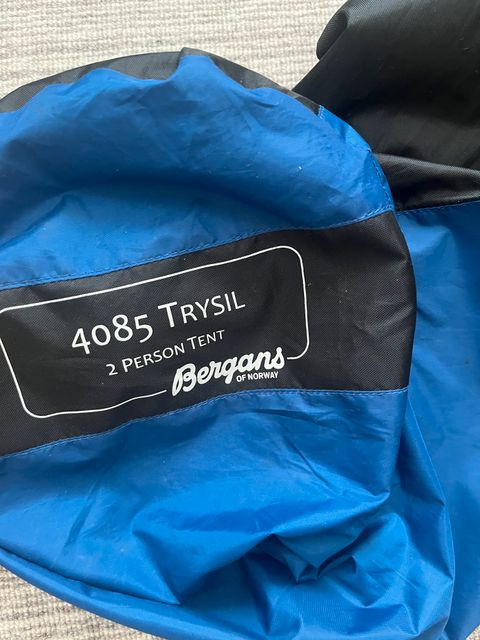 4085 TRYSIL
2 PERSON TENT
Bergans
OF NORWAY